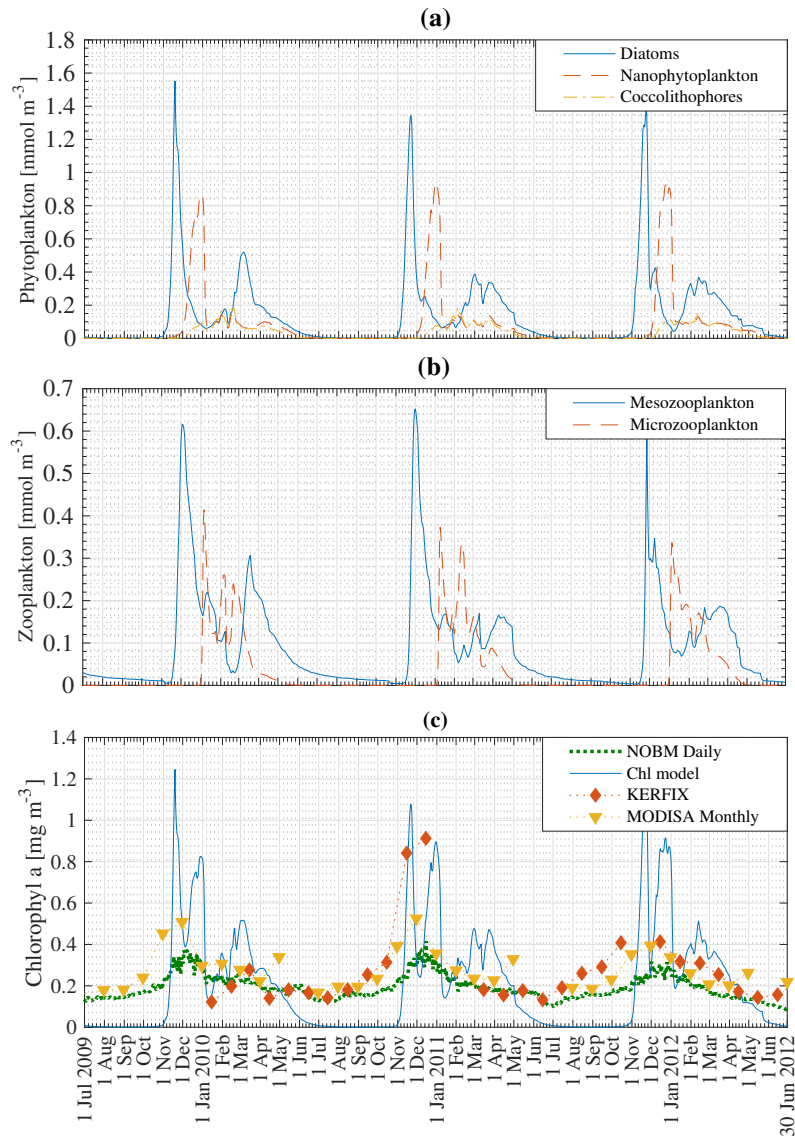 (a)
Phytoplankton [mmol m-3]
1.8
1.6
1.4
1.2
1
0.8
0.6
0.4
0.2
0
Diatoms
Nanophytoplankton
Coccolithophores
(b)
Zooplankton [mmol m-3]
0.7
0.6
0.5
0.4
0.3
0.2
0.1
0
Mesozooplankton
Microzooplankton
(c)
Chlorophyl a [mg m-3]
1.4
1.2
1
0.8
0.6
0.4
0.2
0
NOBM Daily
Chl model
KERFIX
MODISA Monthly
1 Jul 2009
1 Aug
1 Sep
1 Oct
1 Nov
1 Dec
1 Jan 2010
1 Feb
1 Mar
1 Apr
1 May
1 Jun
1 Jul
1 Aug
1 Sep
1 Oct
1 Nov
1 Dec
1 Jan 2011
1 Feb
1 Mar
1 Apr
1 May
1 Jun
1 Jul
1 Aug
1 Sep
1 Oct
1 Nov
1 Dec
1 Jan 2012
1 Feb
1 Mar
1 Apr
1 May
1 Jun
30 Jun 2012